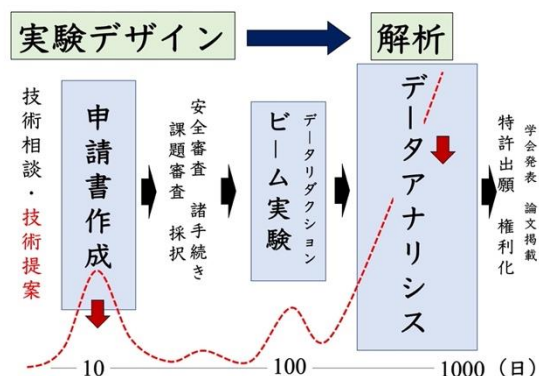 実験デザイン
解析
技術相談・技術提案
申請書作成
安全審査 諸手続き
課題審査 採択
データリダクション
ビーム実験
データアナリシス
学会発表 論文掲載
特許出願 権利化
10
100
1000（日）